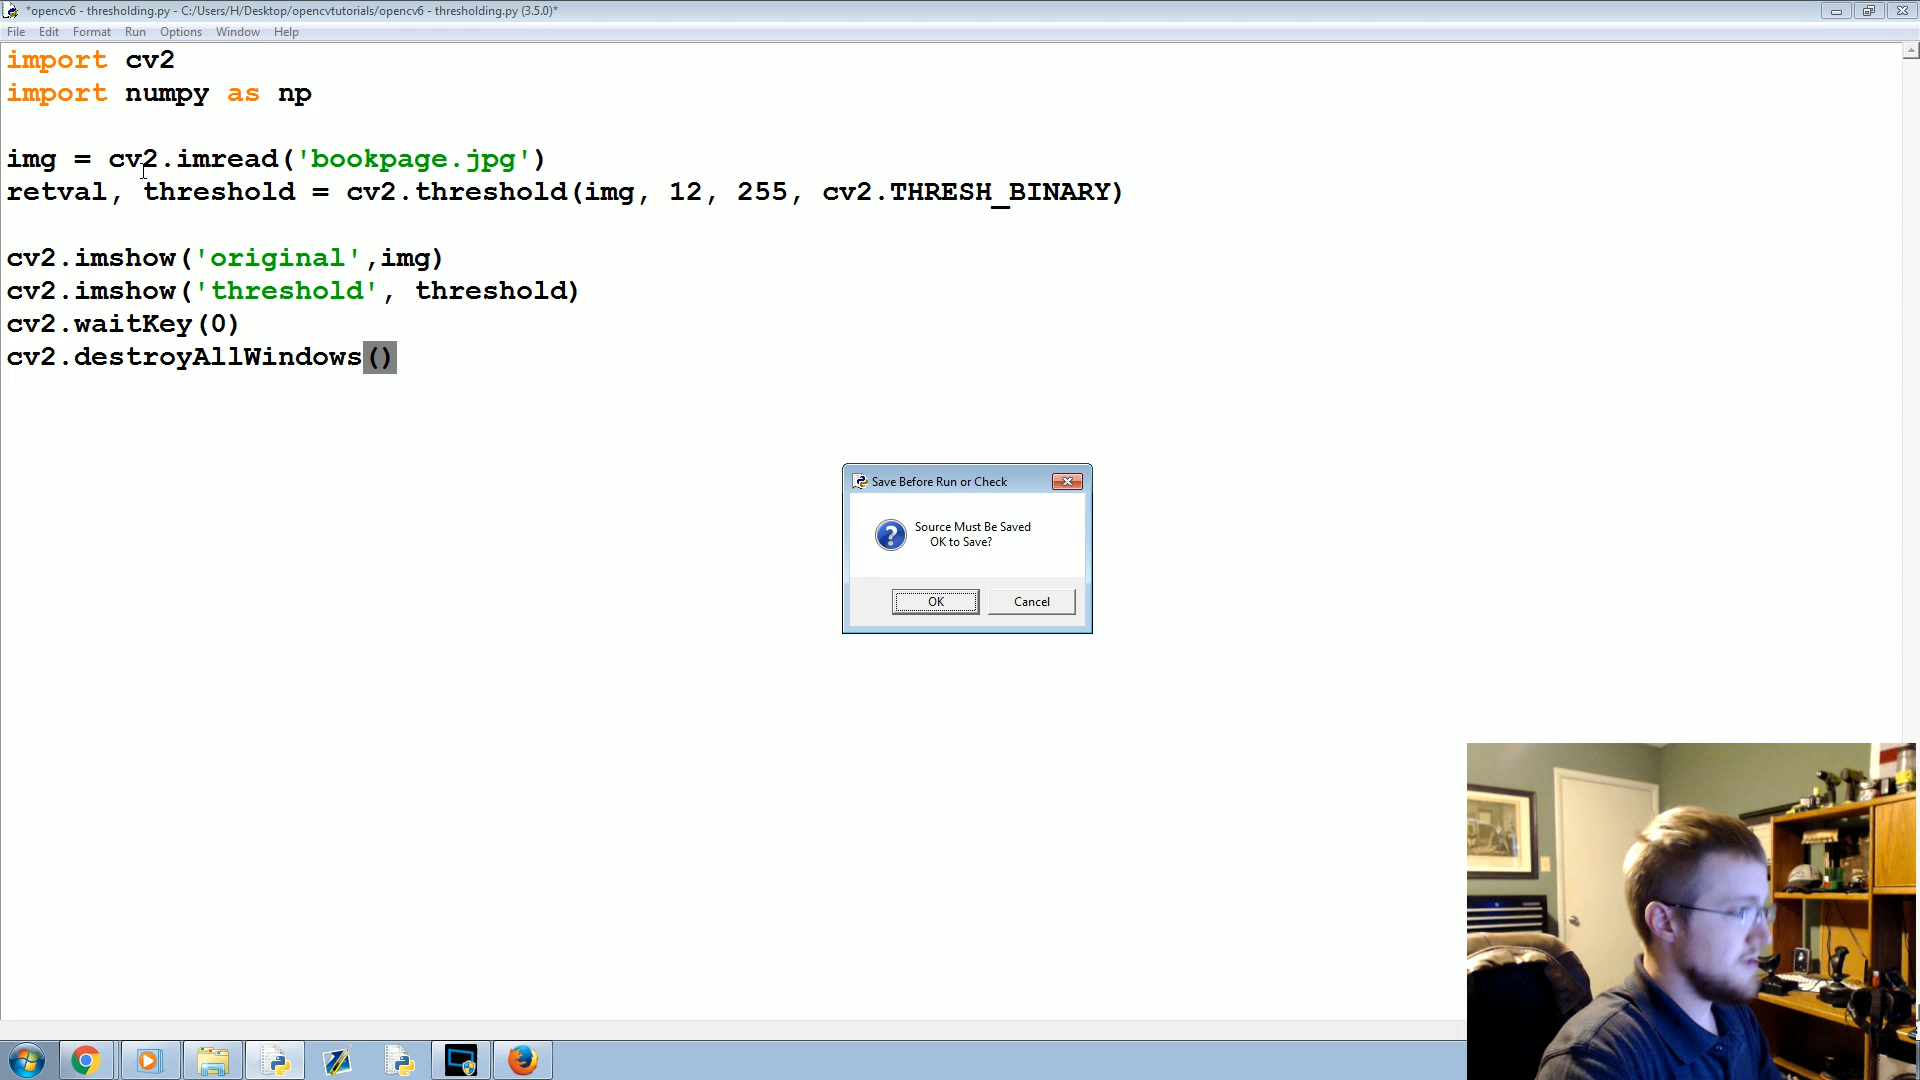 *opencv6 - thresholding.py - C:/Users/H/Desktop/opencvtutorials/opencv6 - thresholding.py (3.5.0)*
File Edit Format Run Options Window Help
import cv2
import numpy as np
img = cv2.imread('bookpage.jpg')
retval, threshold = cv2.threshold(img, 12, 255, cv2.THRESH_BINARY)
cv2.imshow('original',img)
cv2.imshow('threshold', threshold)
cv2.waitKey(0)
cv2.destroyAllWindows()
Save Before Run or Check
Source Must Be Saved
OK to Save?
OK Cancel